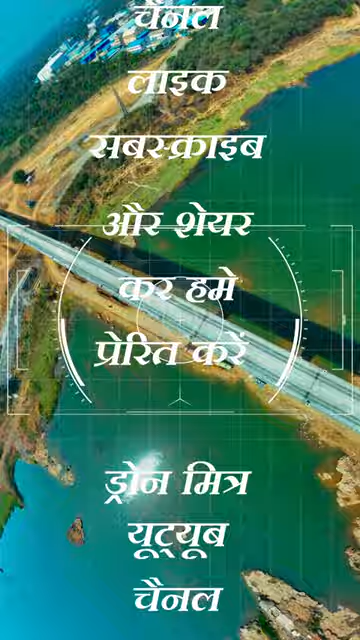 चैनल
लाइक
सबस्क्राइब
और शेयर
कर हमे
प्रेरित करें
ड्रोन मित्र
यूट्यूब
चैनल